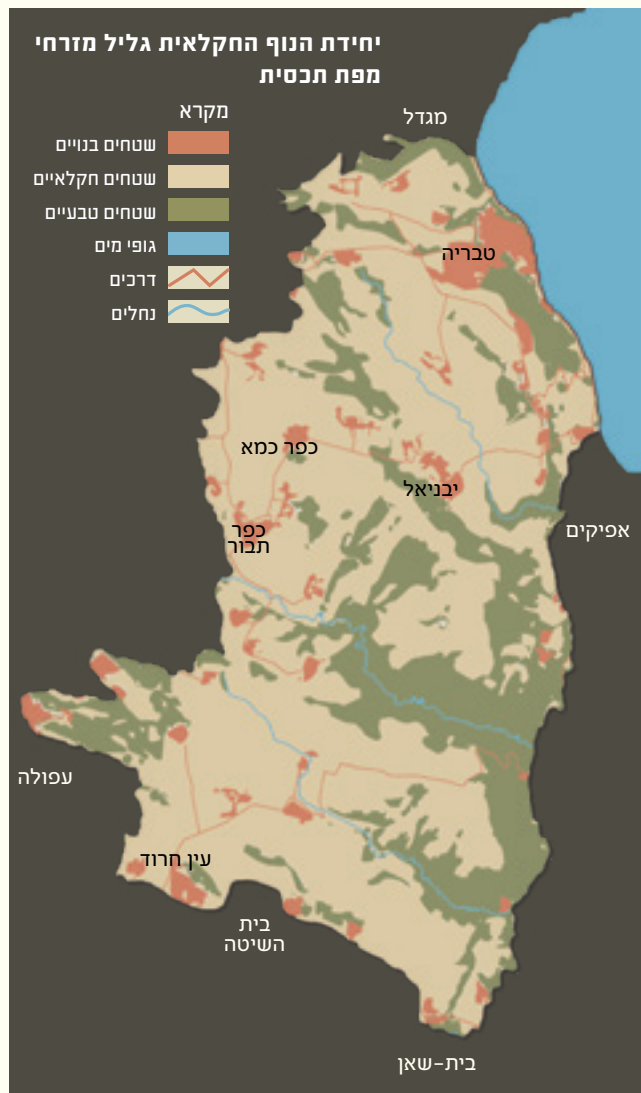 יחידת הנוף החקלאית גליל מזרחי
מפת תכסית
מקרא
שטחים בנויים
שטחים חקלאיים
שטחים טבעיים
גופי מים
דרכים
נחלים
מגדל
טבריה
כפר כמא
יבניאל
כפר
תבור
אפיקים
עפולה
עין חרוד
בית
השיטה
בית-שאן